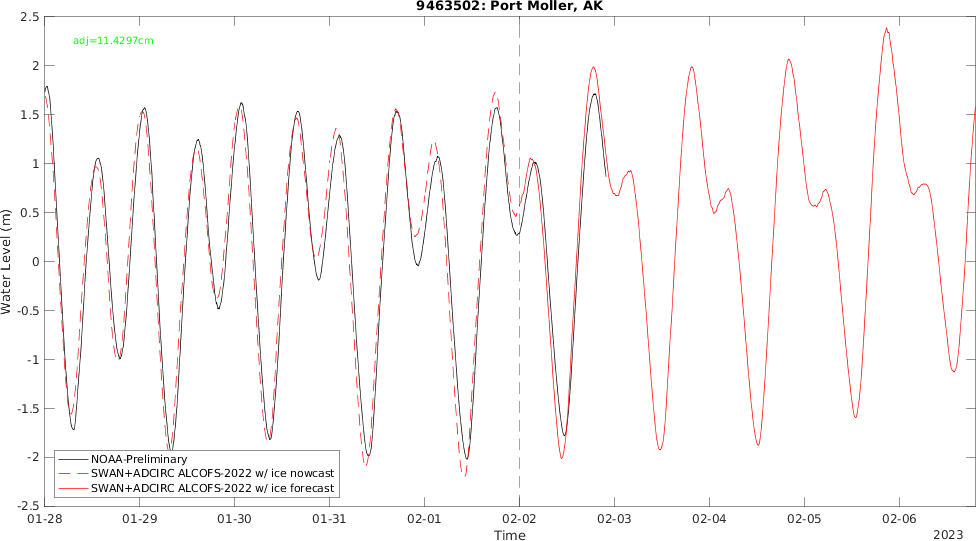 9463502: Port Moller, AK
adj=11.4297cm
Water Level (m)
2.5
2
1.5
1
0.5
0
-0.5
-1
-1.5
-2
-2.5
NOAA-Preliminary
SWAN+ADCIRC ALCOFS-2022 w/ ice nowcast
SWAN+ADCIRC ALCOFS-2022 w/ ice forecast
01-28 01-29 01-30 01-31 02-01 02-02 02-03 02-04 02-05 02-06
Time
2023